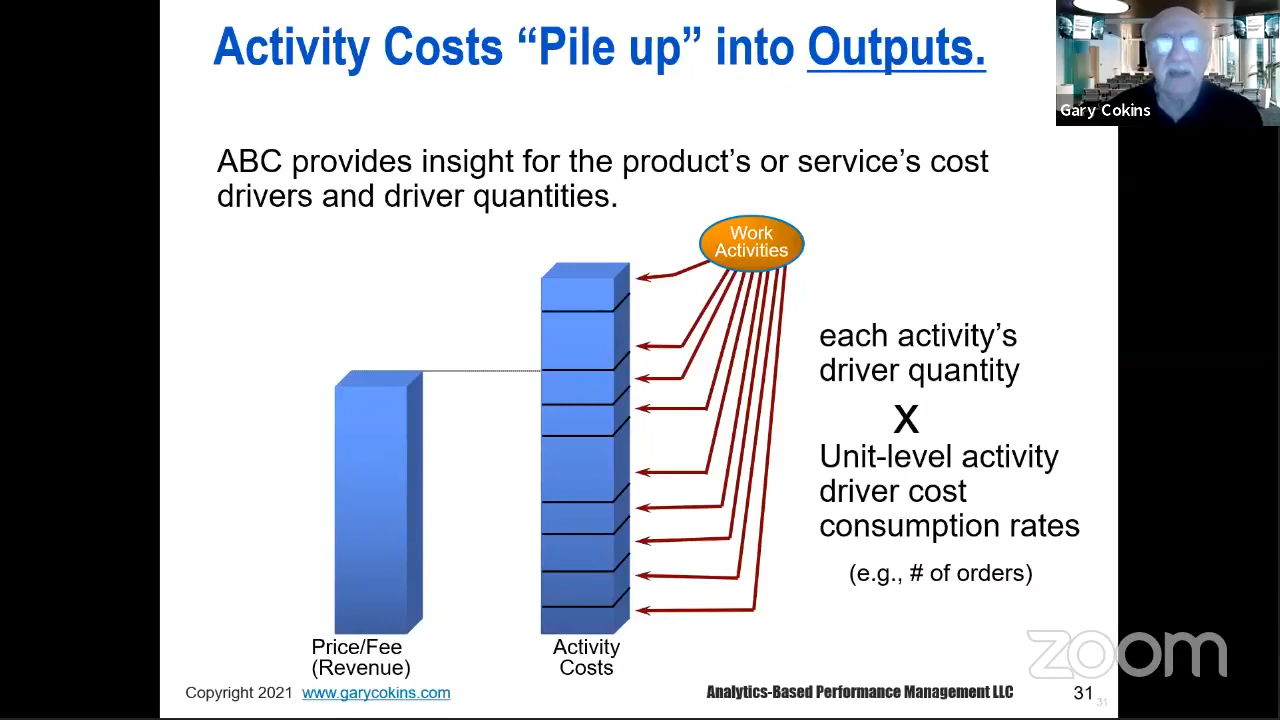 Activity Costs “Pile up” into Outputs.
Gary Cokins
ABC provides insight for the product’s or service’s cost
drivers and driver quantities.
Work
Activities
each activity’s
driver quantity
X
Unit-level activity
driver cost
consumption rates
(e.g., # of orders)
Price/Fee
(Revenue)
Activity
Costs
zoom
Copyright 2021 www.garycokins.com
Analytics-Based Performance Management LLC
31
31